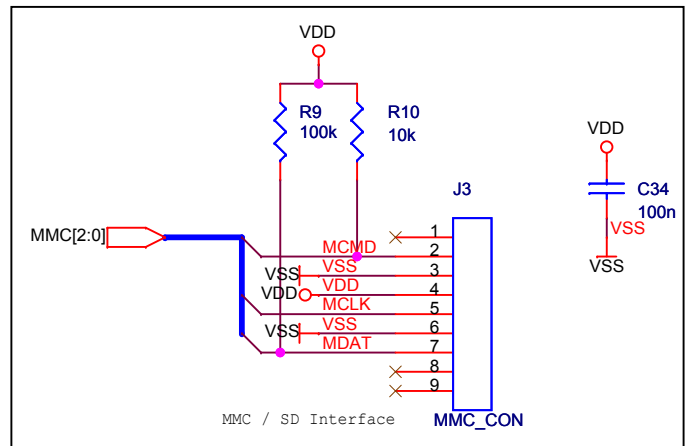 VDD
R9
100k
R10
10k
VDD
C34
100n
VSS
VSS
J3
MMC[2:0]
1
MCMD
2
VSS
VSS
3
VDD
VDD
4
MCLK
5
VSS
VSS
6
MDAT
7
8
9
MMC / SD Interface
MMC_CON